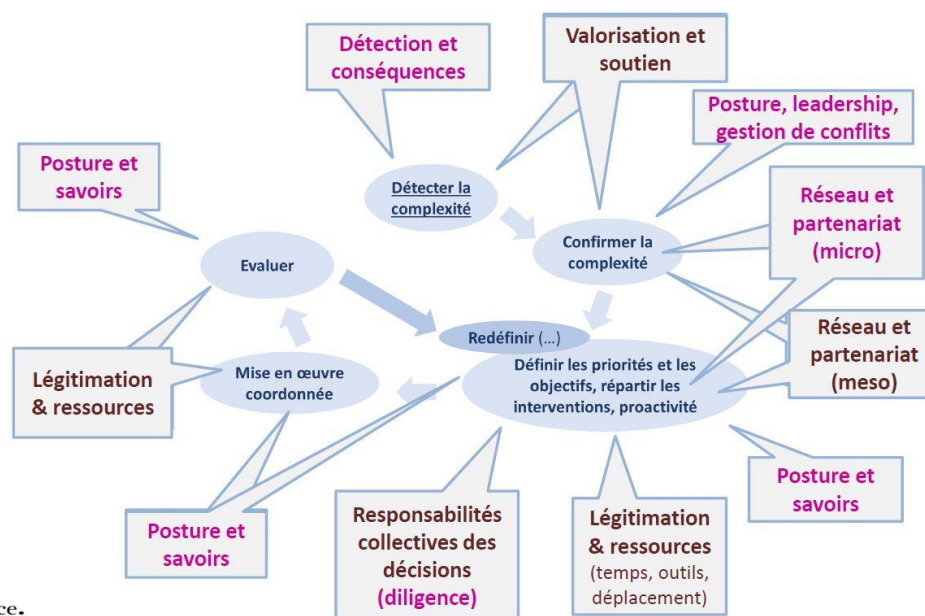 Détection et
conséquences
Valorisation et
soutien
Posture, leadership,
gestion de conflits
Posture et
savoirs
Détecter la
complexité
Réseau et
partenariat
(micro)
Confirmer la
complexité
Evaluer
Redéfinir (...)
Réseau et
partenariat
(meso)
Légitimation
& ressources
Mise en œuvre
coordonnée
Définir les priorités et les
objectifs, répartir les
interventions, proactivité
Posture et
savoirs
Posture et
savoirs
Responsabilités
collectives des
décisions
(diligence)
Légitimation
& ressources
(temps, outils,
déplacement)
ce.